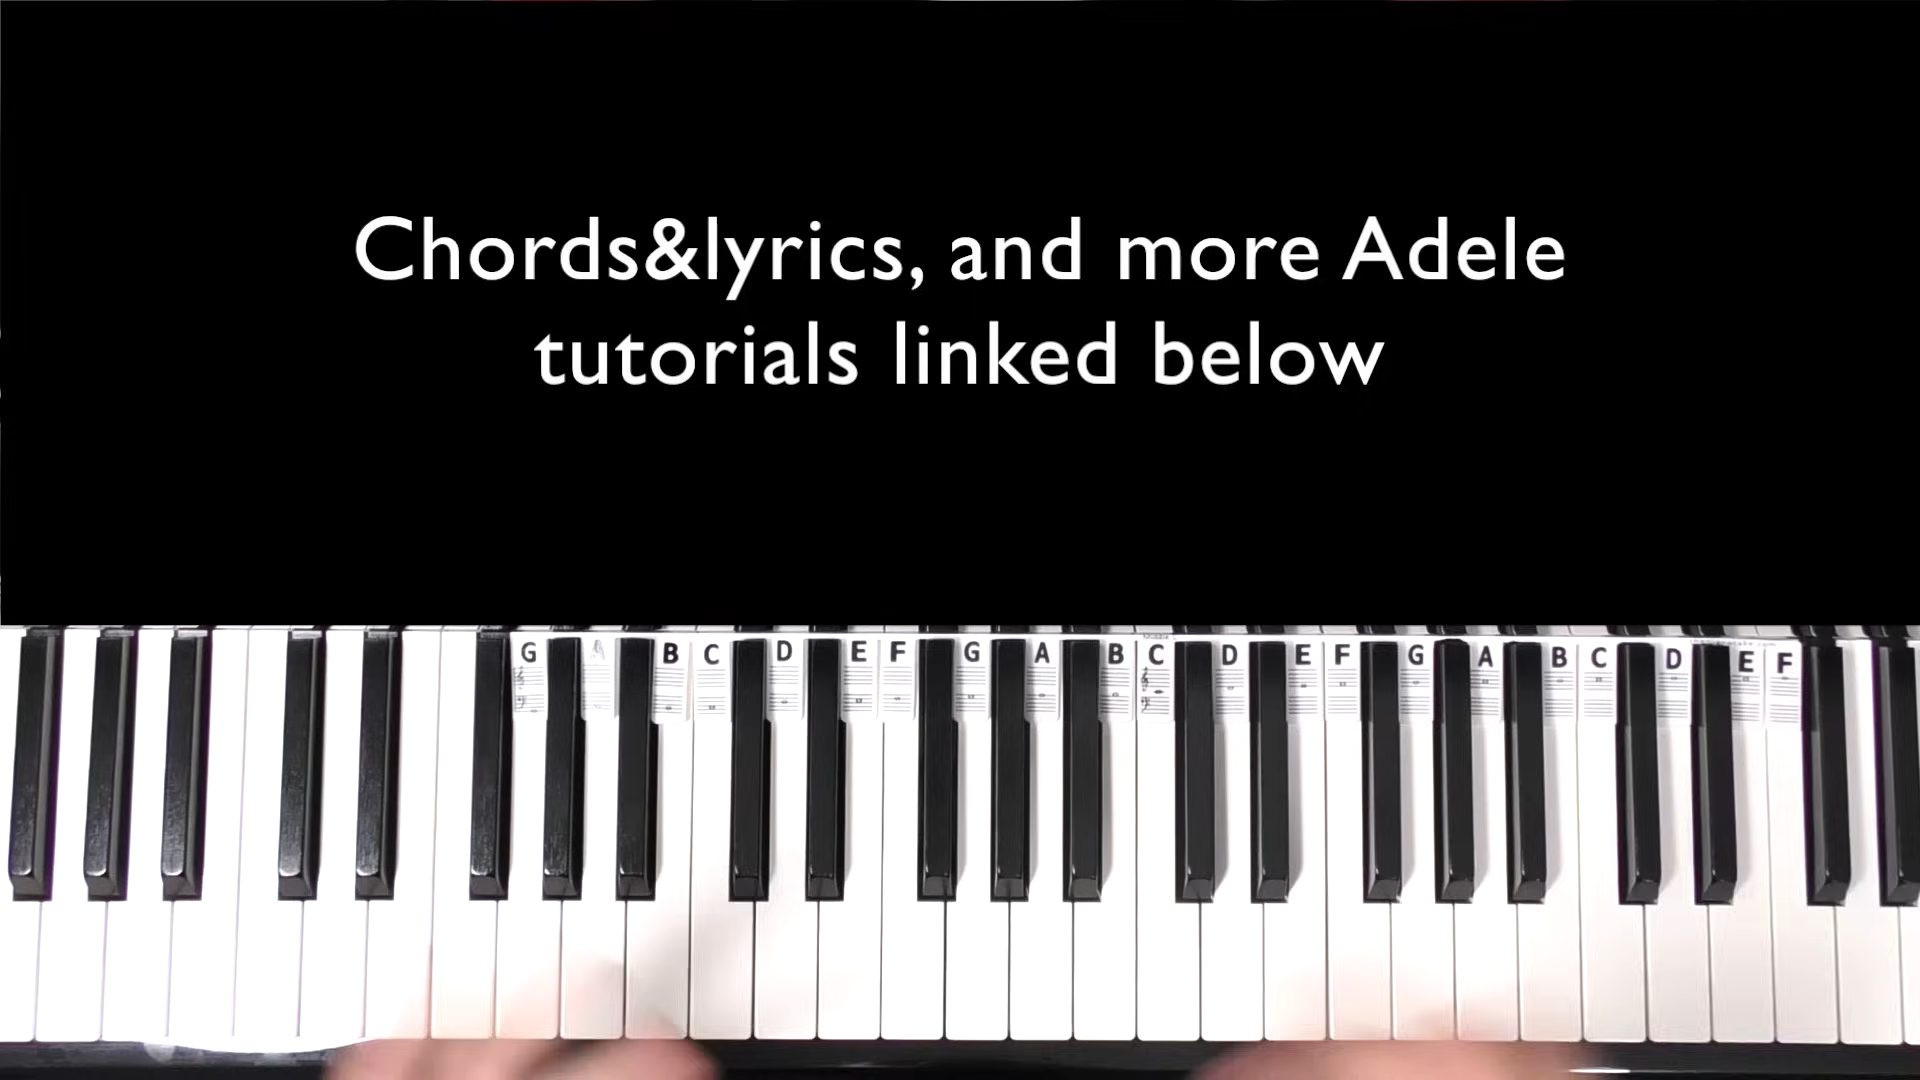 Chords&lyrics, and more Adele
tutorials linked below
G A B C D E F G A B C D E F G A B C D E F